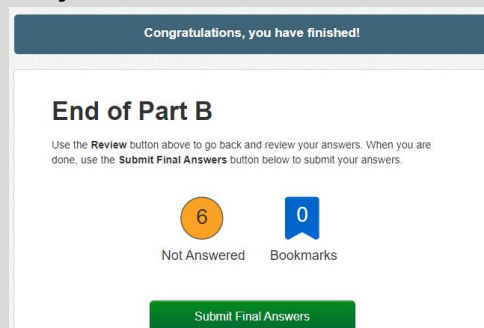 Congratulations, you have finished!
End of Part B
Use the Review button above to go back and review your answers. When you are
done, use the Submit Final Answers button below to submit your answers.
6
0
Not Answered
Bookmarks
Submit Final Answers